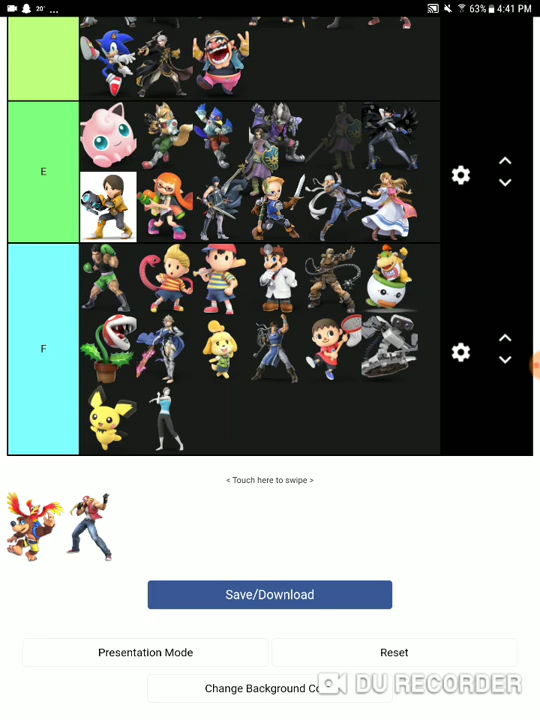 20°
...
63%
4:41 PM
E
F
< Touch here to swipe >
Save/Download
Presentation Mode
Reset
Change Background Co
DU RECORDER